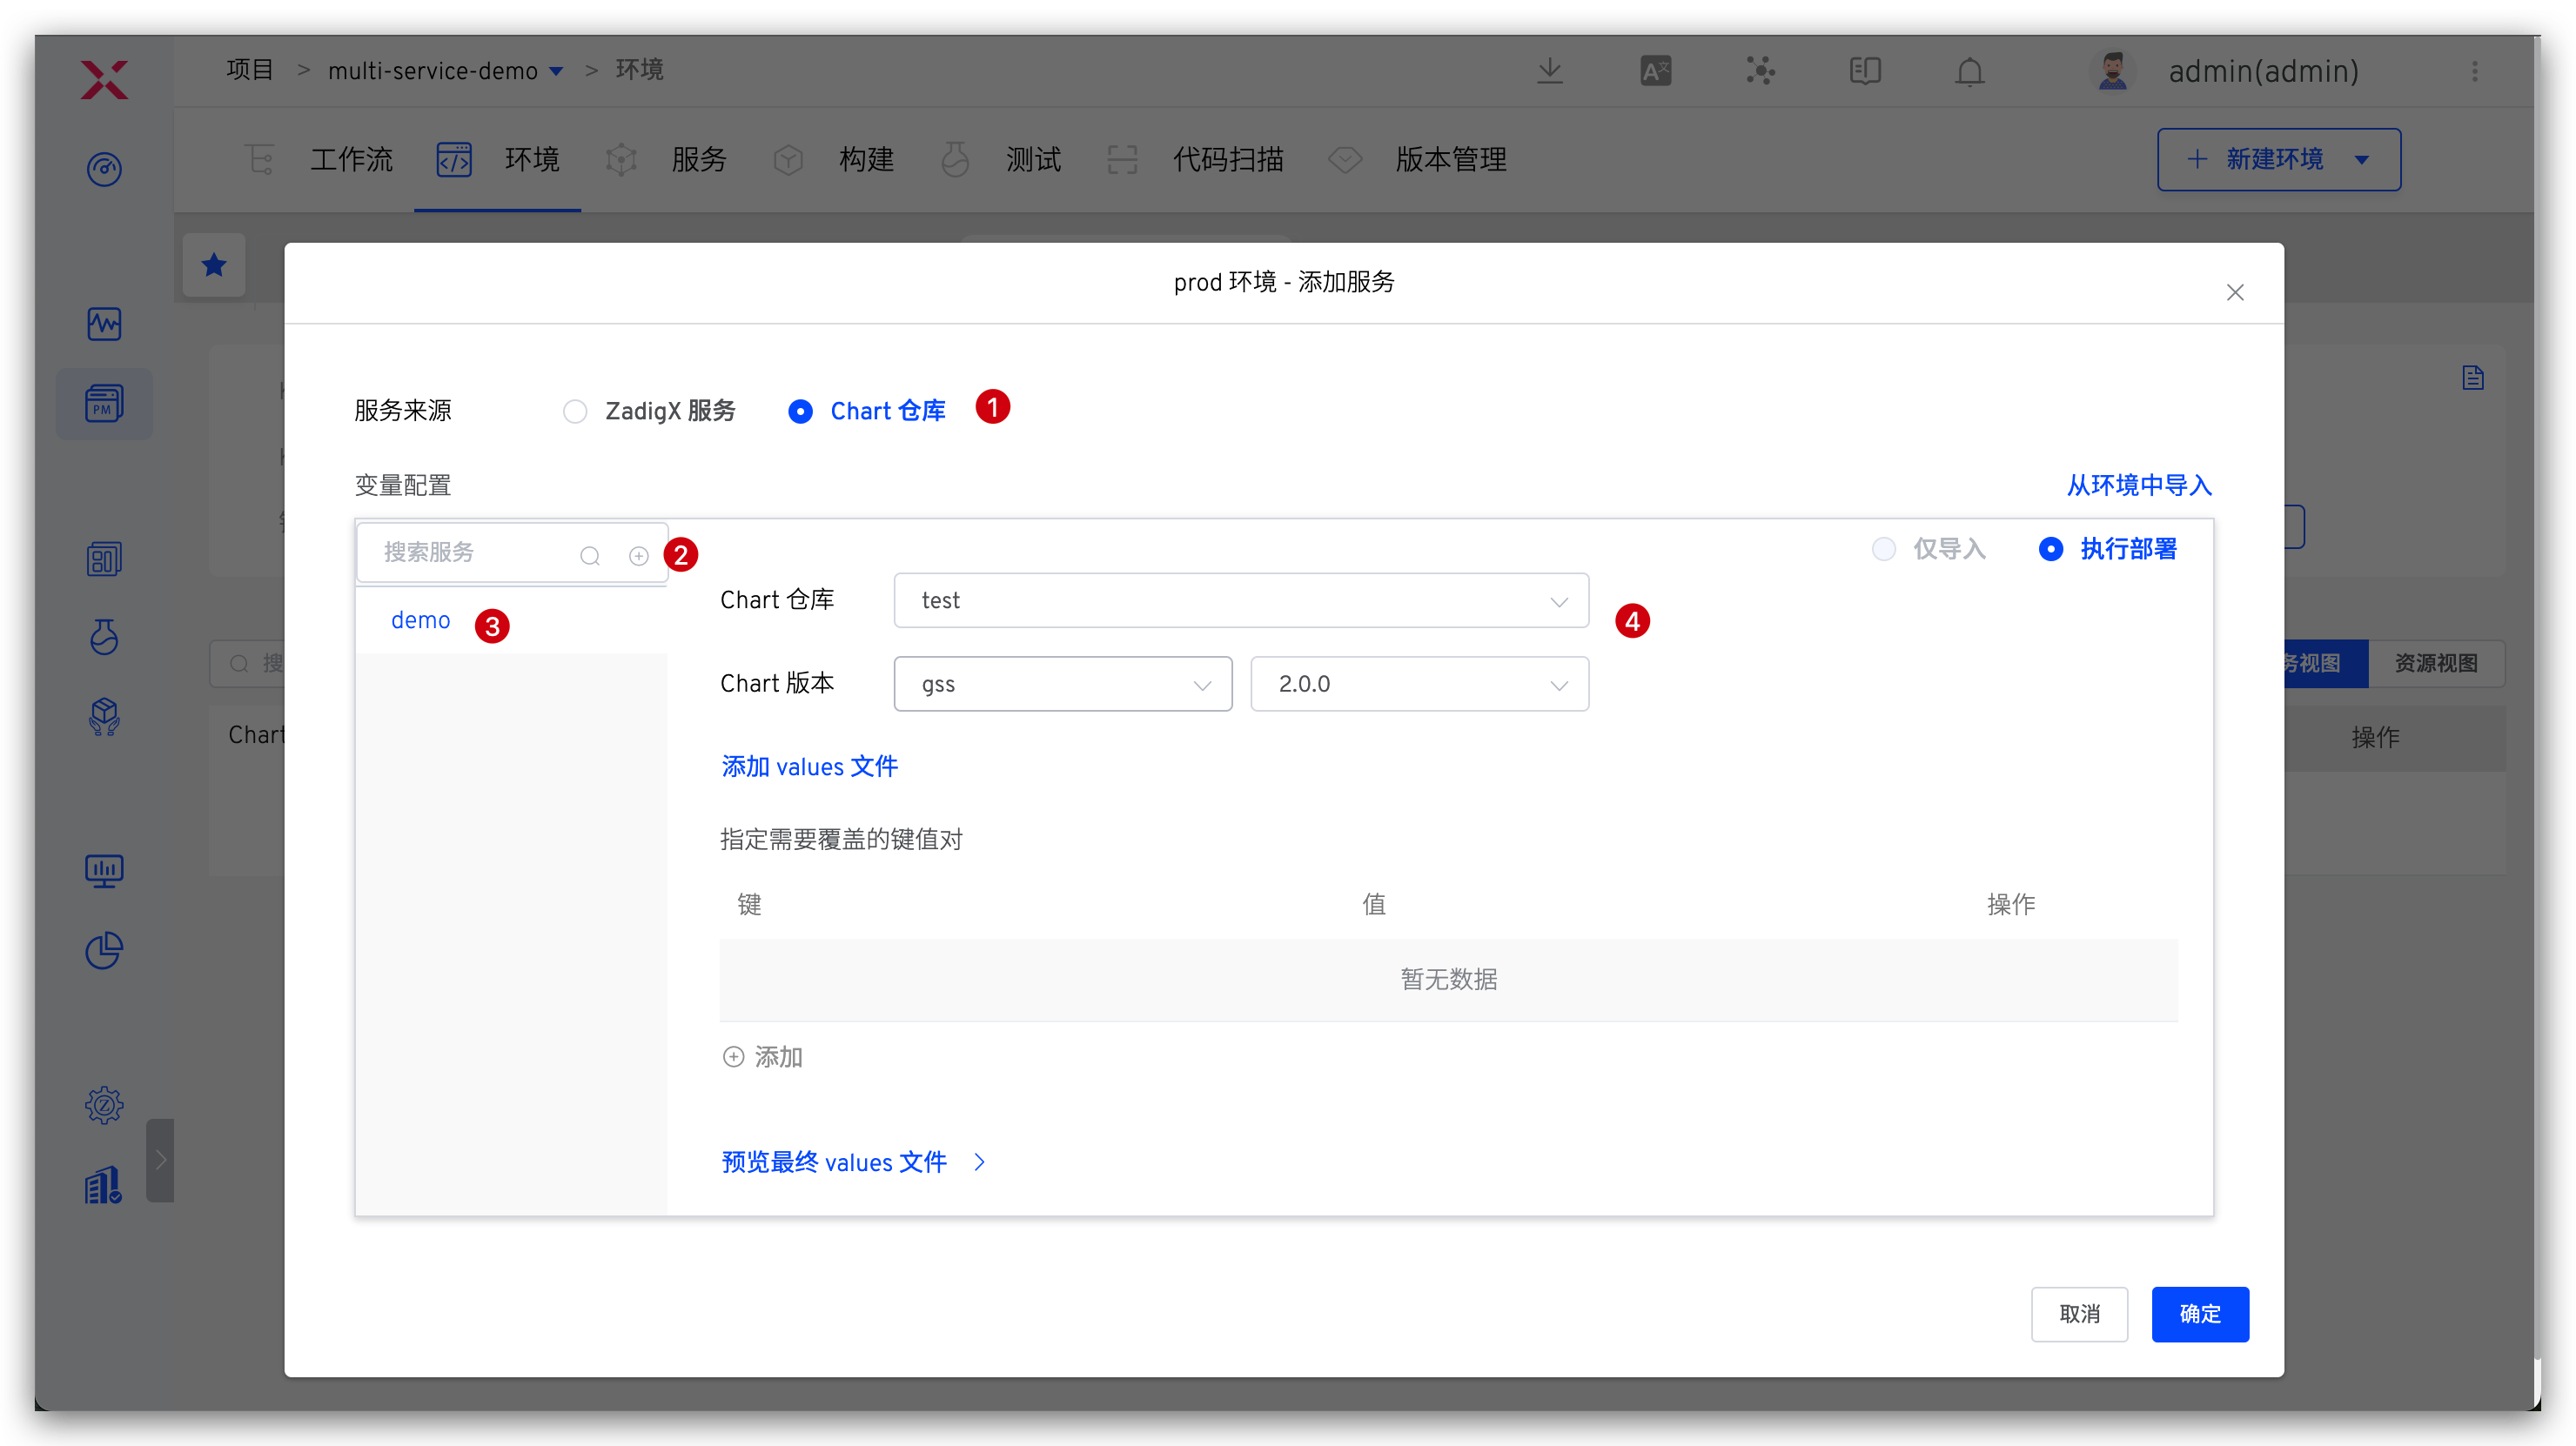 项目 > multi-service-demo > 环境
admin(admin)
工作流 环境 服务 构建 测试 代码扫描 版本管理
+ 新建环境
prod 环境 - 添加服务
PM
服务来源 ZadigX 服务 Chart 仓库 1
变量配置 从环境中导入
搜索服务 2 仅导入 执行部署
demo 3
Chart 仓库 test 4
Chart 版本 gss 2.0.0
搜 务视图 资源视图
Chart 操作
添加 values 文件
指定需要覆盖的键值对
键 值 操作
暂无数据
添加
预览最终 values 文件 >
取消 确定